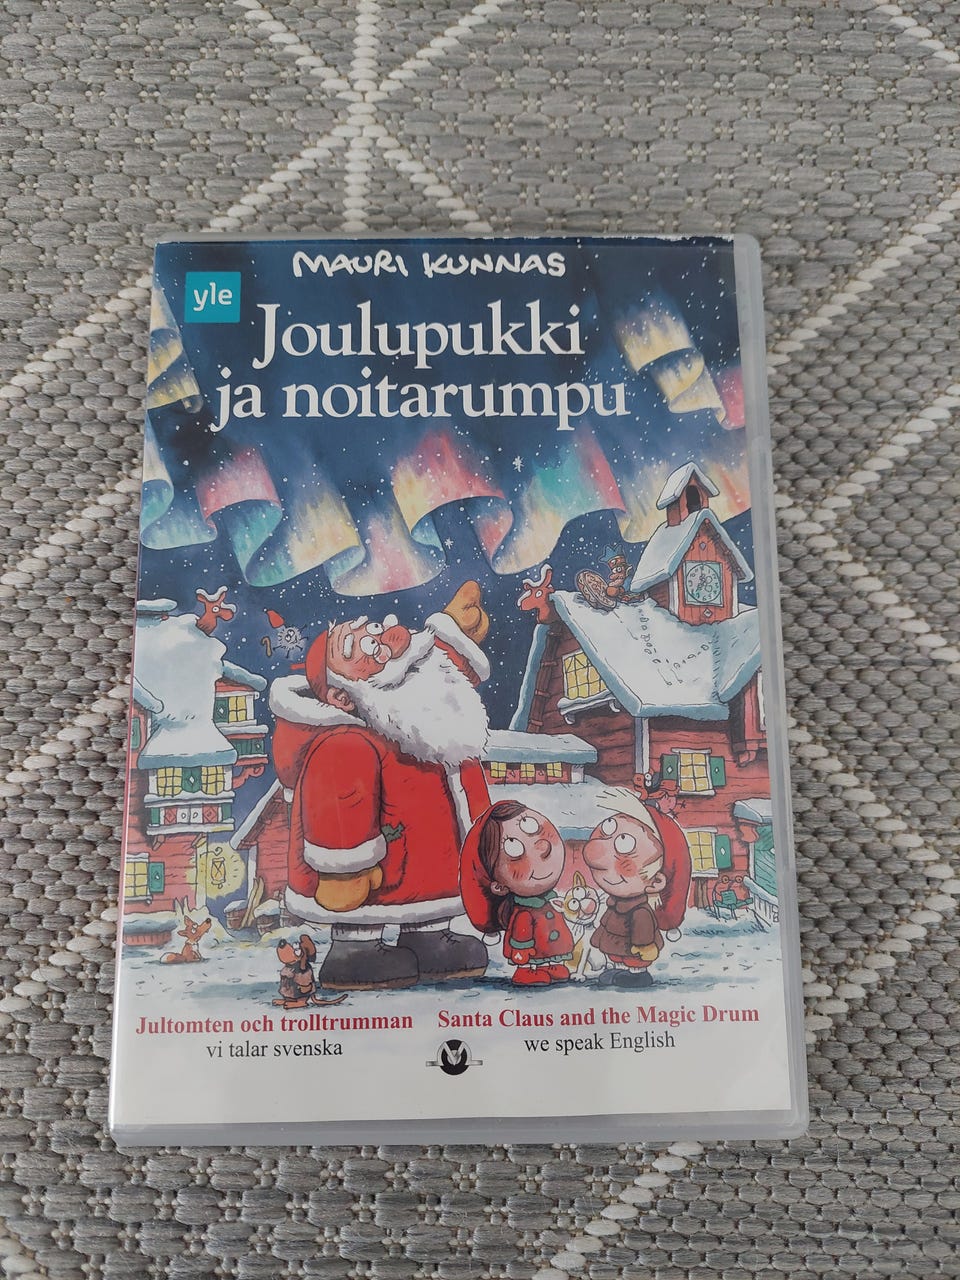 MAURI KUNNAS
yle
Joulupukki
ja noitarumpu
Jultomten och trolltrumman
vi talar svenska
Santa Claus and the Magic Drum
we speak English